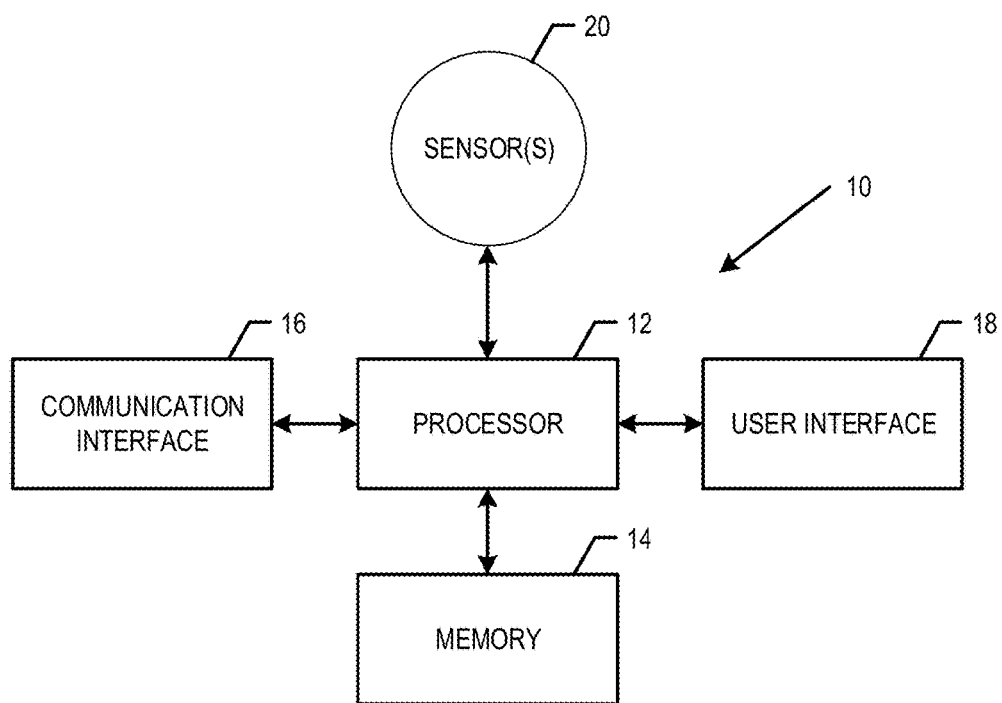 20
SENSOR(S)
10
16
12
18
COMMUNICATION
INTERFACE
PROCESSOR
USER INTERFACE
14
MEMORY